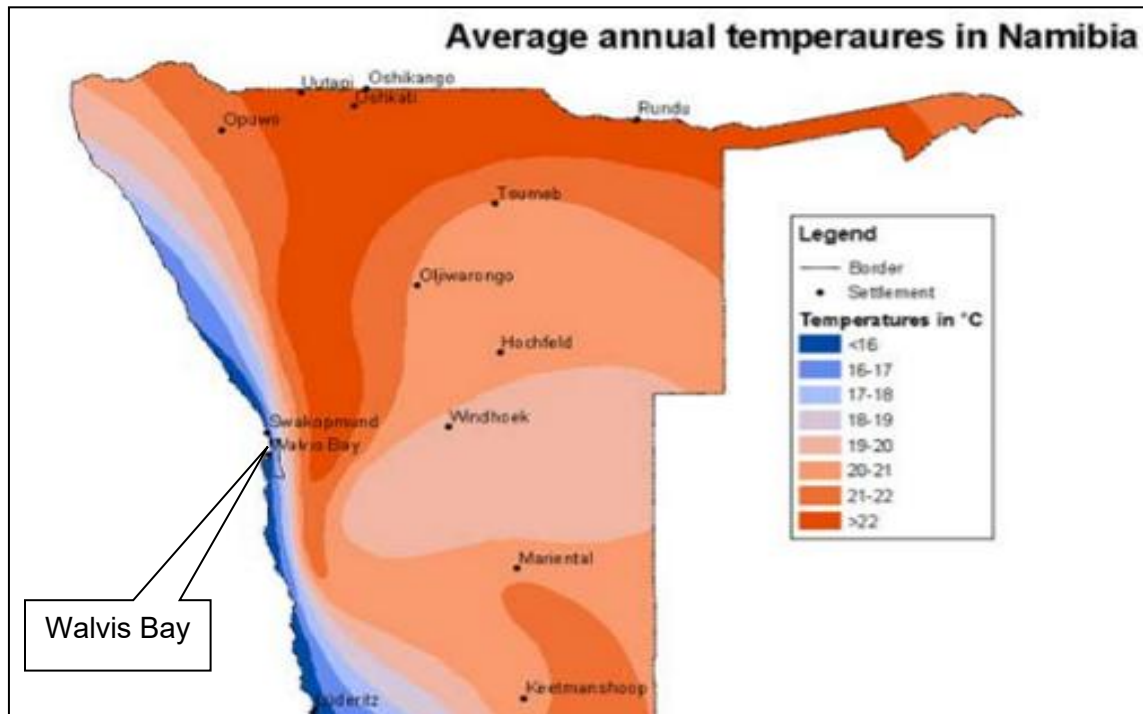 Average annual temperaures in Namibia
Uutapi
Oshikango
Oshkati
Opuwo
Rundu
Tsumeb
Otjiwarongo
Hochfeld
Windhoek
Swakopmund
Walvis Bay
Mariental
Keetmanshoop
Walvis Bay
Legend
Border
Settlement
Temperatures in °C
<16
16-17
17-18
18-19
19-20
20-21
21-22
>22